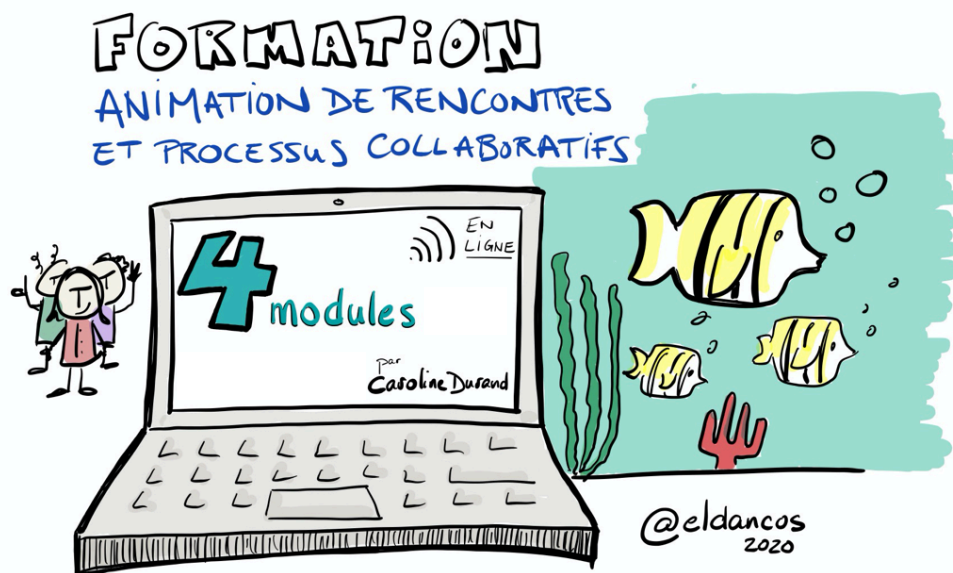 FORMATiON
ANiMATiON DE RENCONTRES
ET PROCESSUS COLLABORATiFS
EN
LIGNE
4 modules
par
Caroline Durand
@eldancos
2020